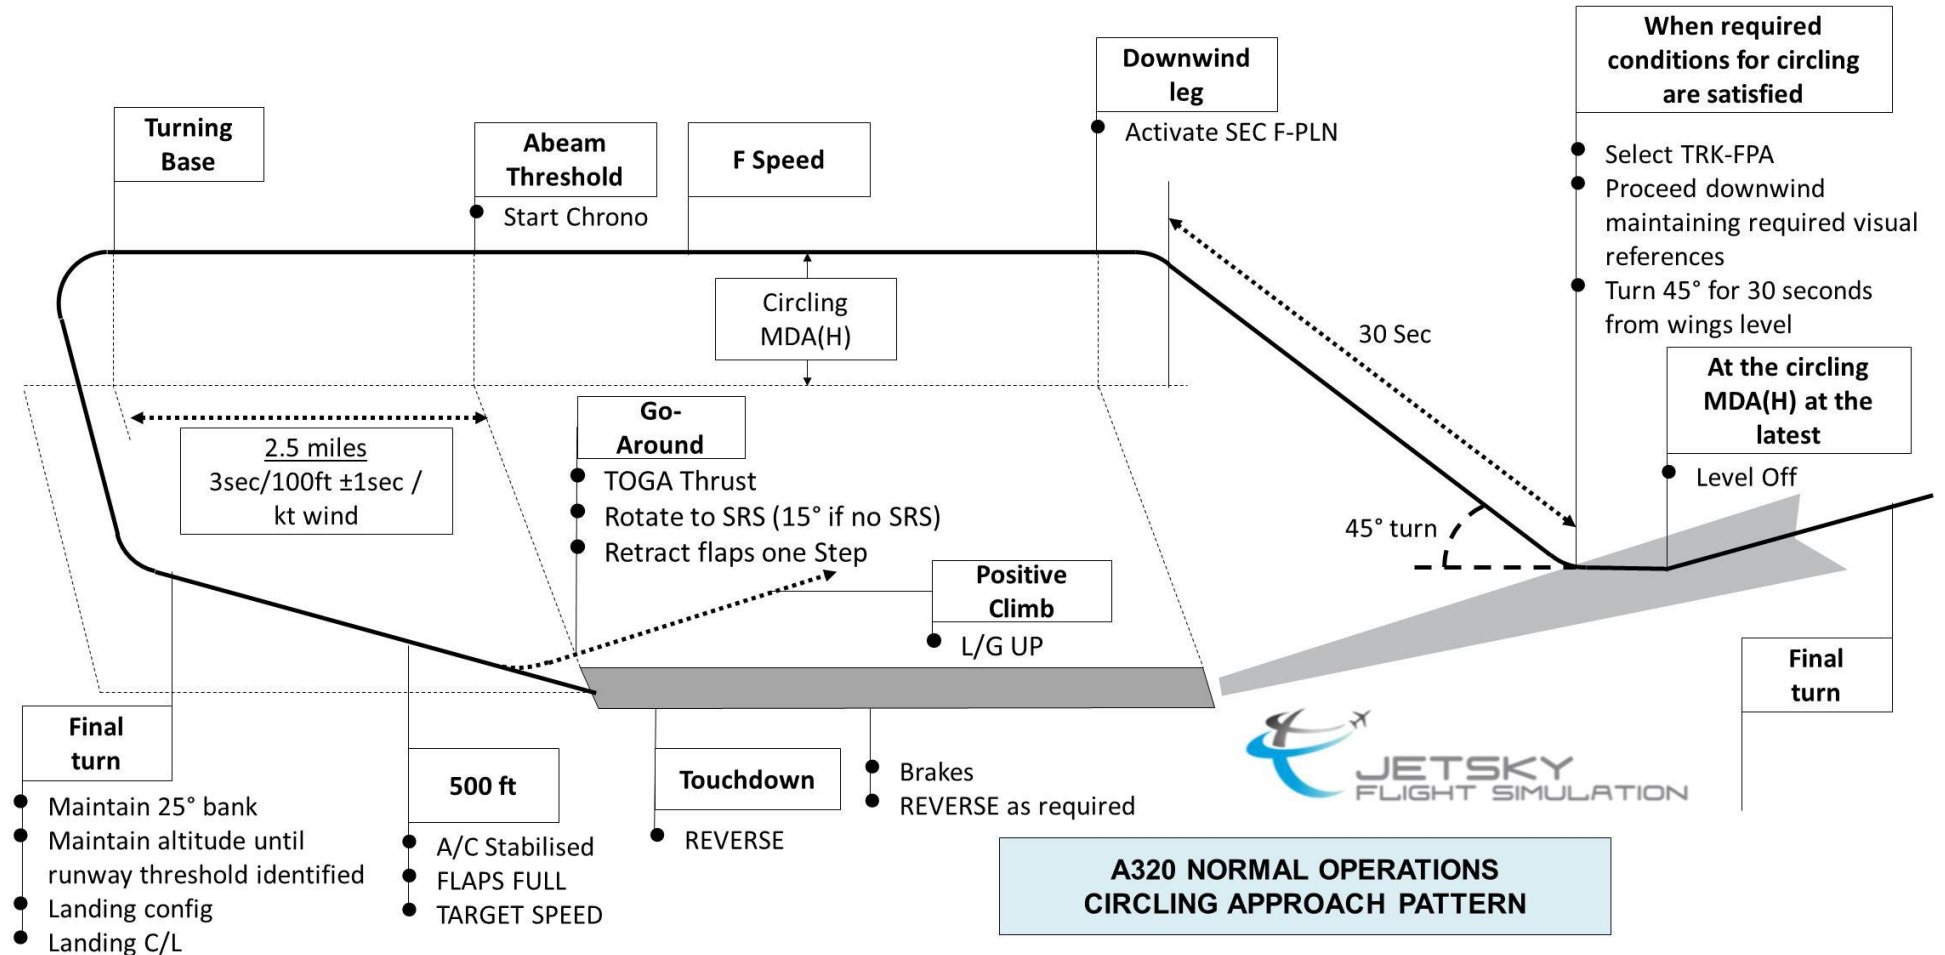 When required
conditions for circling
are satisfied
Select TRK-FPA
Proceed downwind
maintaining required visual
references
Turn 45° for 30 seconds
from wings level
Downwind
leg
Activate SEC F-PLN
F Speed
Abeam
Threshold
Start Chrono
Turning
Base
Circling
MDA(H)
30 Sec
45° turn
At the circling
MDA(H) at the
latest
Level Off
2.5 miles
3sec/100ft ±1sec /
kt wind
Go-
Around
TOGA Thrust
Rotate to SRS (15° if no SRS)
Retract flaps one Step
Positive
Climb
L/G UP
Final
turn
Final
turn
Maintain 25° bank
Maintain altitude until
runway threshold identified
Landing config
Landing C/L
500 ft
A/C Stabilised
FLAPS FULL
TARGET SPEED
Touchdown
REVERSE
Brakes
REVERSE as required
JETSKY
FLIGHT SIMULATION
A320 NORMAL OPERATIONS
CIRCLING APPROACH PATTERN